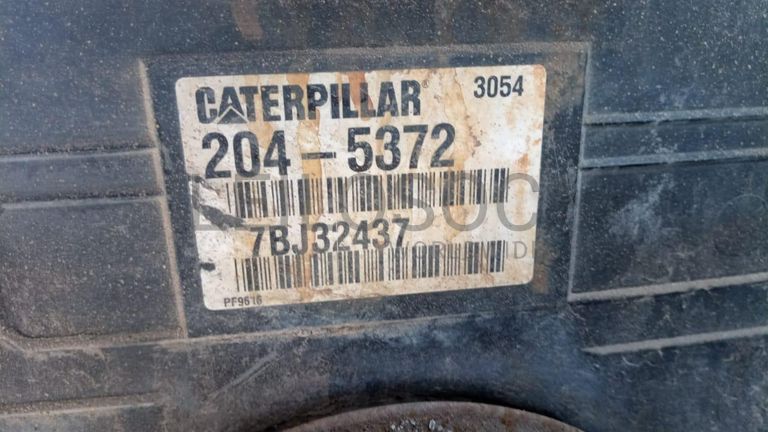 CATERPILLAR® 3054
204-5372
7BJ32437
PF9616